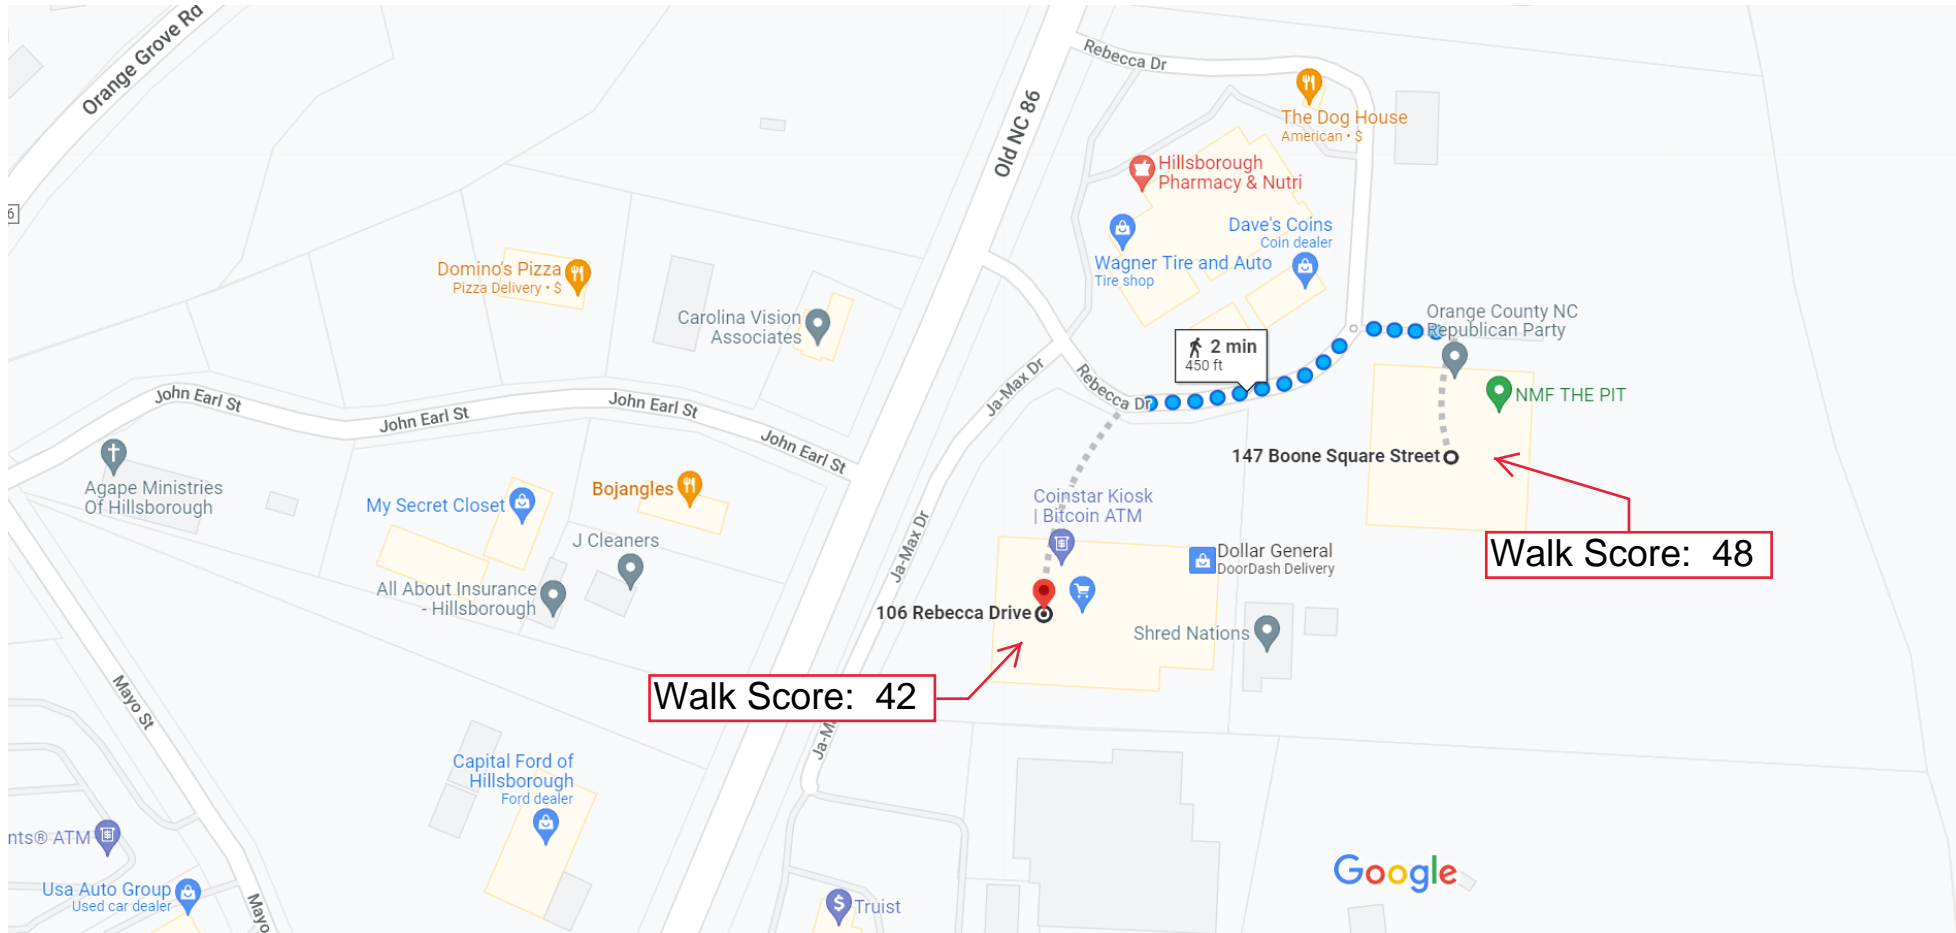 Orange Grove Rd
Rebecca Dr
Old NC 86
The Dog House
American • $
Hillsborough
Pharmacy & Nutri
6
Dave's Coins
Coin dealer
Wagner Tire and Auto
Tire shop
Domino's Pizza
Pizza Delivery • $
Carolina Vision
Associates
Orange County NC
Republican Party
2 min
450 ft
Ja-Max Dr
Rebecca Dr
NMF THE PIT
John Earl St
John Earl St
John Earl St
John Earl St
147 Boone Square Street
Agape Ministries
Of Hillsborough
My Secret Closet
Bojangles
Coinstar Kiosk
| Bitcoin ATM
Ja-Max Dr
J Cleaners
Dollar General
DoorDash Delivery
Walk Score: 48
All About Insurance
- Hillsborough
106 Rebecca Drive
Shred Nations
Walk Score: 42
Mayo St
Ja-Ma
Capital Ford of
Hillsborough
Ford dealer
nts® ATM
Usa Auto Group
Used car dealer
Mayo
$ Truist
Google